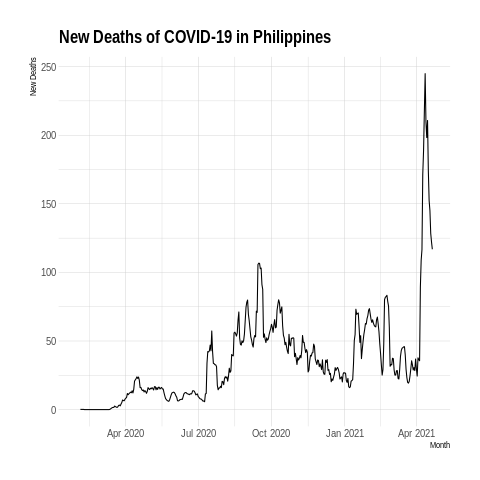 New Deaths of COVID-19 in Philippines
New Deaths
250
200
150
100
50
0
Apr 2020
Jul 2020
Oct 2020
Jan 2021
Apr 2021
Month